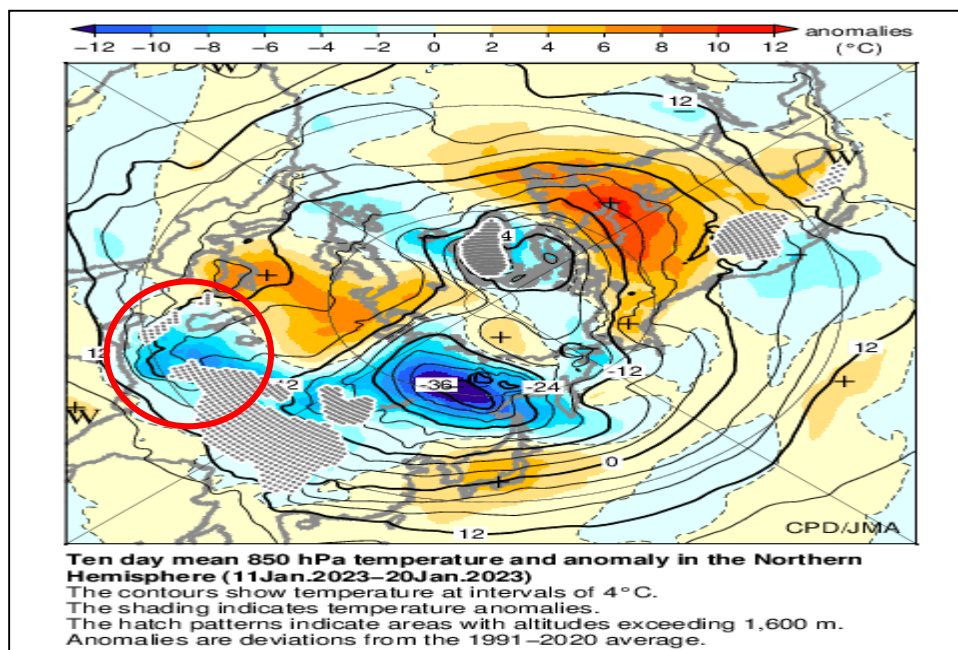 anomalies
−12 −10 −8 −6 −4 −2 0 2 4 6 8 10 12 (°C)
W
12
W
4
12
12
-36
-24
-12
12
W
0
12
CPD/JMA
Ten day mean 850 hPa temperature and anomaly in the Northern
Hemisphere (11Jan.2023−20Jan.2023)
The contours show temperature at intervals of 4°C.
The shading indicates temperature anomalies.
The hatch patterns indicate areas with altitudes exceeding 1,600 m.
Anomalies are deviations from the 1991−2020 average.